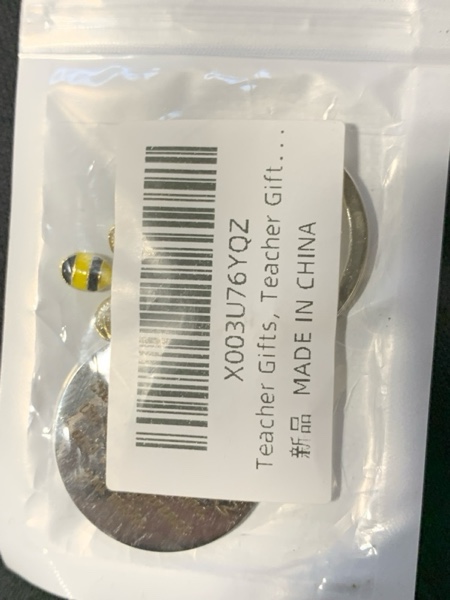 X003U76YQZ
Teacher Gifts, Teacher Gift...
新品 MADE IN CHINA